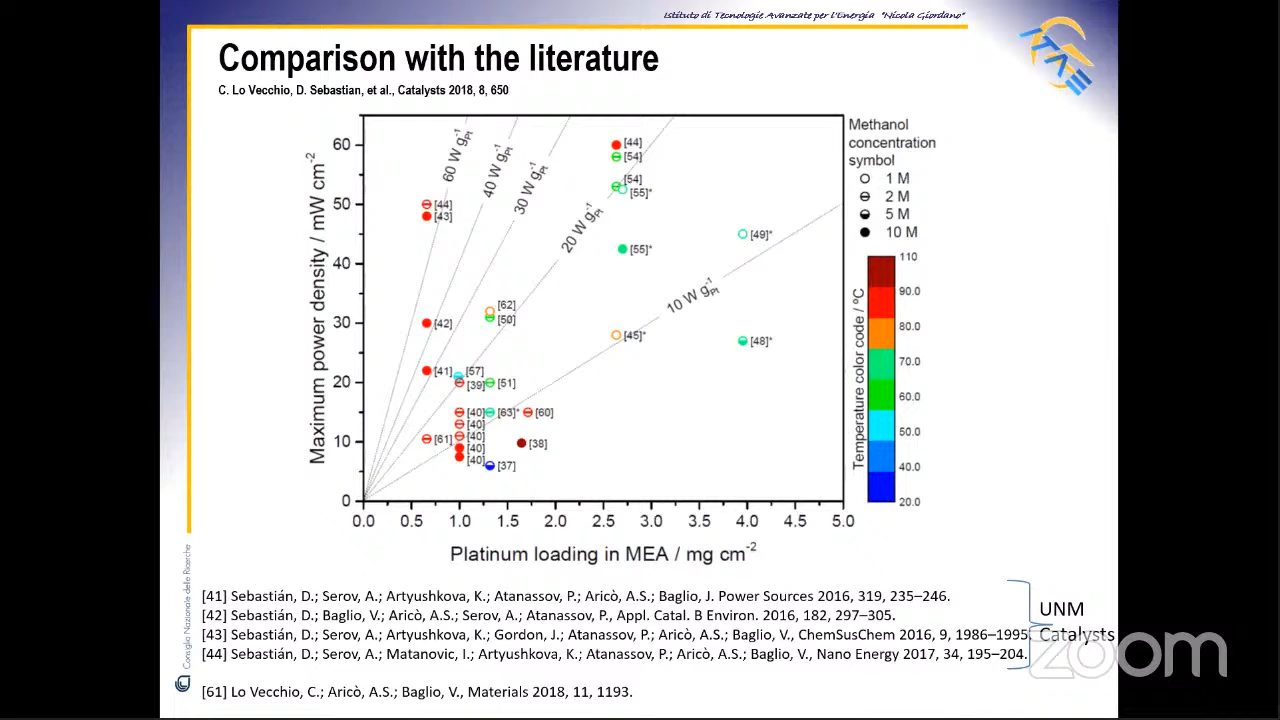 Istituto di Tecnologie Avanzate per l'Energia "Nicola Giordano"
ITAE
Comparison with the literature
C. Lo Vecchio, D. Sebastian, et al., Catalysts 2018, 8, 650
Maximum power density / mW cm-2
60
50
40
30
20
10
0
60 W gPt-1
40 W gPt-1
30 W gPt-1
20 W gPt-1
10 W gPt-1
[44]
[54]
[54]
[55]*
[44]
[43]
[49]*
[55]*
[62]
[50]
[42]
[45]*
[48]*
[41]
[57]
[39]
[51]
[40]
[63]*
[60]
[40]
[61]
[40]
[38]
[40]
[40]
[37]
0.0 0.5 1.0 1.5 2.0 2.5 3.0 3.5 4.0 4.5 5.0
Platinum loading in MEA / mg cm-2
Methanol
concentration
symbol
1 M
2 M
5 M
10 M
Temperature color code / ºC
110
90.0
80.0
70.0
60.0
50.0
40.0
20.0
Consiglio Nazionale delle Ricerche
[41] Sebastián, D.; Serov, A.; Artyushkova, K.; Atanassov, P.; Aricò, A.S.; Baglio, J. Power Sources 2016, 319, 235–246.
[42] Sebastián, D.; Baglio, V.; Aricò, A.S.; Serov, A.; Atanassov, P., Appl. Catal. B Environ. 2016, 182, 297–305.
[43] Sebastián, D.; Serov, A.; Artyushkova, K.; Gordon, J.; Atanassov, P.; Aricò, A.S.; Baglio, V., ChemSusChem 2016, 9, 1986–1995
[44] Sebastián, D.; Serov, A.; Matanovic, I.; Artyushkova, K.; Atanassov, P.; Aricò, A.S.; Baglio, V., Nano Energy 2017, 34, 195–204.
UNM
Catalysts
zoom
[61] Lo Vecchio, C.; Aricò, A.S.; Baglio, V., Materials 2018, 11, 1193.